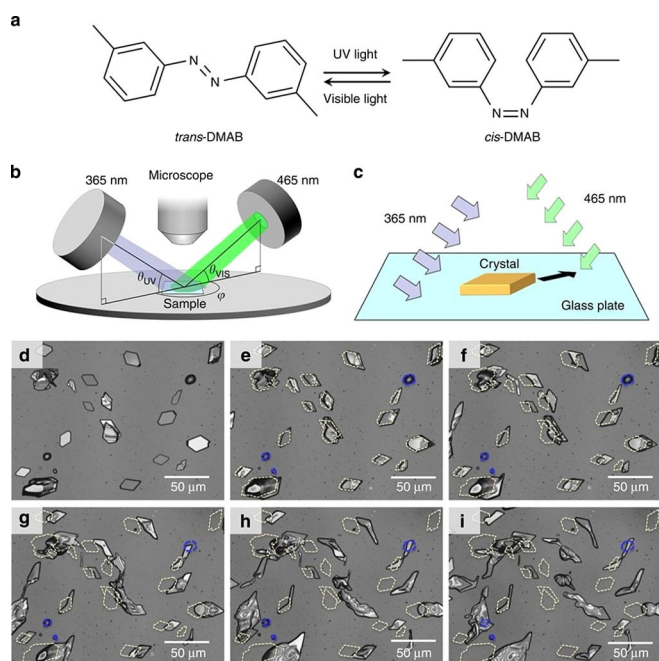 a
N
N
UV light
Visible light
N
N
trans-DMAB
cis-DMAB
b
365 nm
Microscope
465 nm
θUV
θVIS
Sample
φ
c
365 nm
465 nm
Crystal
Glass plate
d
50 μm
e
50 μm
f
50 μm
g
50 μm
h
50 μm
i
50 μm